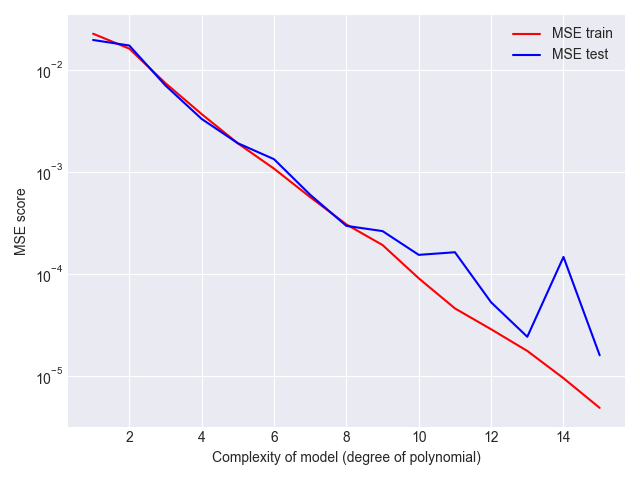 MSE train
MSE test
10⁻²
10⁻³
10⁻⁴
10⁻⁵
MSE score
2 4 6 8 10 12 14
Complexity of model (degree of polynomial)